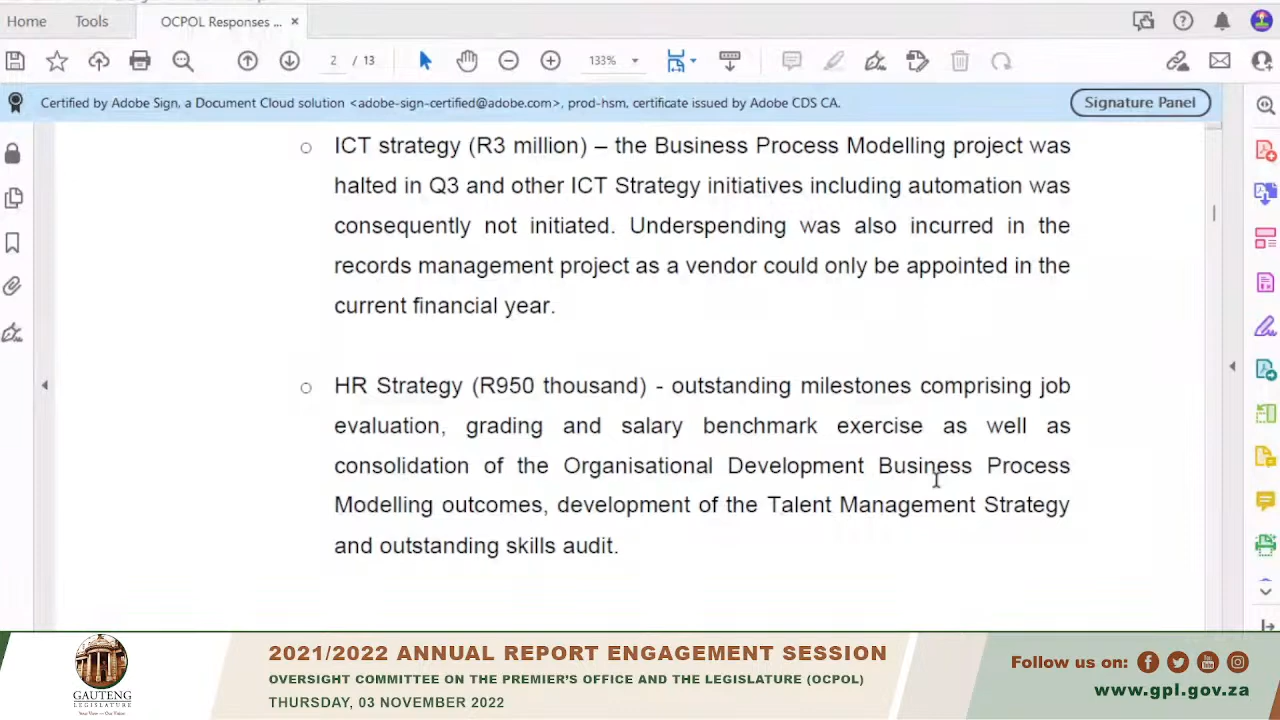 Home
Tools
OCPOL Responses ... ×
2 / 13
133%
Certified by Adobe Sign, a Document Cloud solution <adobe-sign-certified@adobe.com>, prod-hsm, certificate issued by Adobe CDS CA.
Signature Panel
ICT strategy (R3 million) – the Business Process Modelling project was
halted in Q3 and other ICT Strategy initiatives including automation was
consequently not initiated. Underspending was also incurred in the
records management project as a vendor could only be appointed in the
current financial year.
HR Strategy (R950 thousand) - outstanding milestones comprising job
evaluation, grading and salary benchmark exercise as well as
consolidation of the Organisational Development Business Process
Modelling outcomes, development of the Talent Management Strategy
and outstanding skills audit.
GAUTENG
LEGISLATURE
Your View — Our Vision
2021/2022 ANNUAL REPORT ENGAGEMENT SESSION
OVERSIGHT COMMITTEE ON THE PREMIER'S OFFICE AND THE LEGISLATURE (OCPOL)
THURSDAY, 03 NOVEMBER 2022
Follow us on:
www.gpl.gov.za